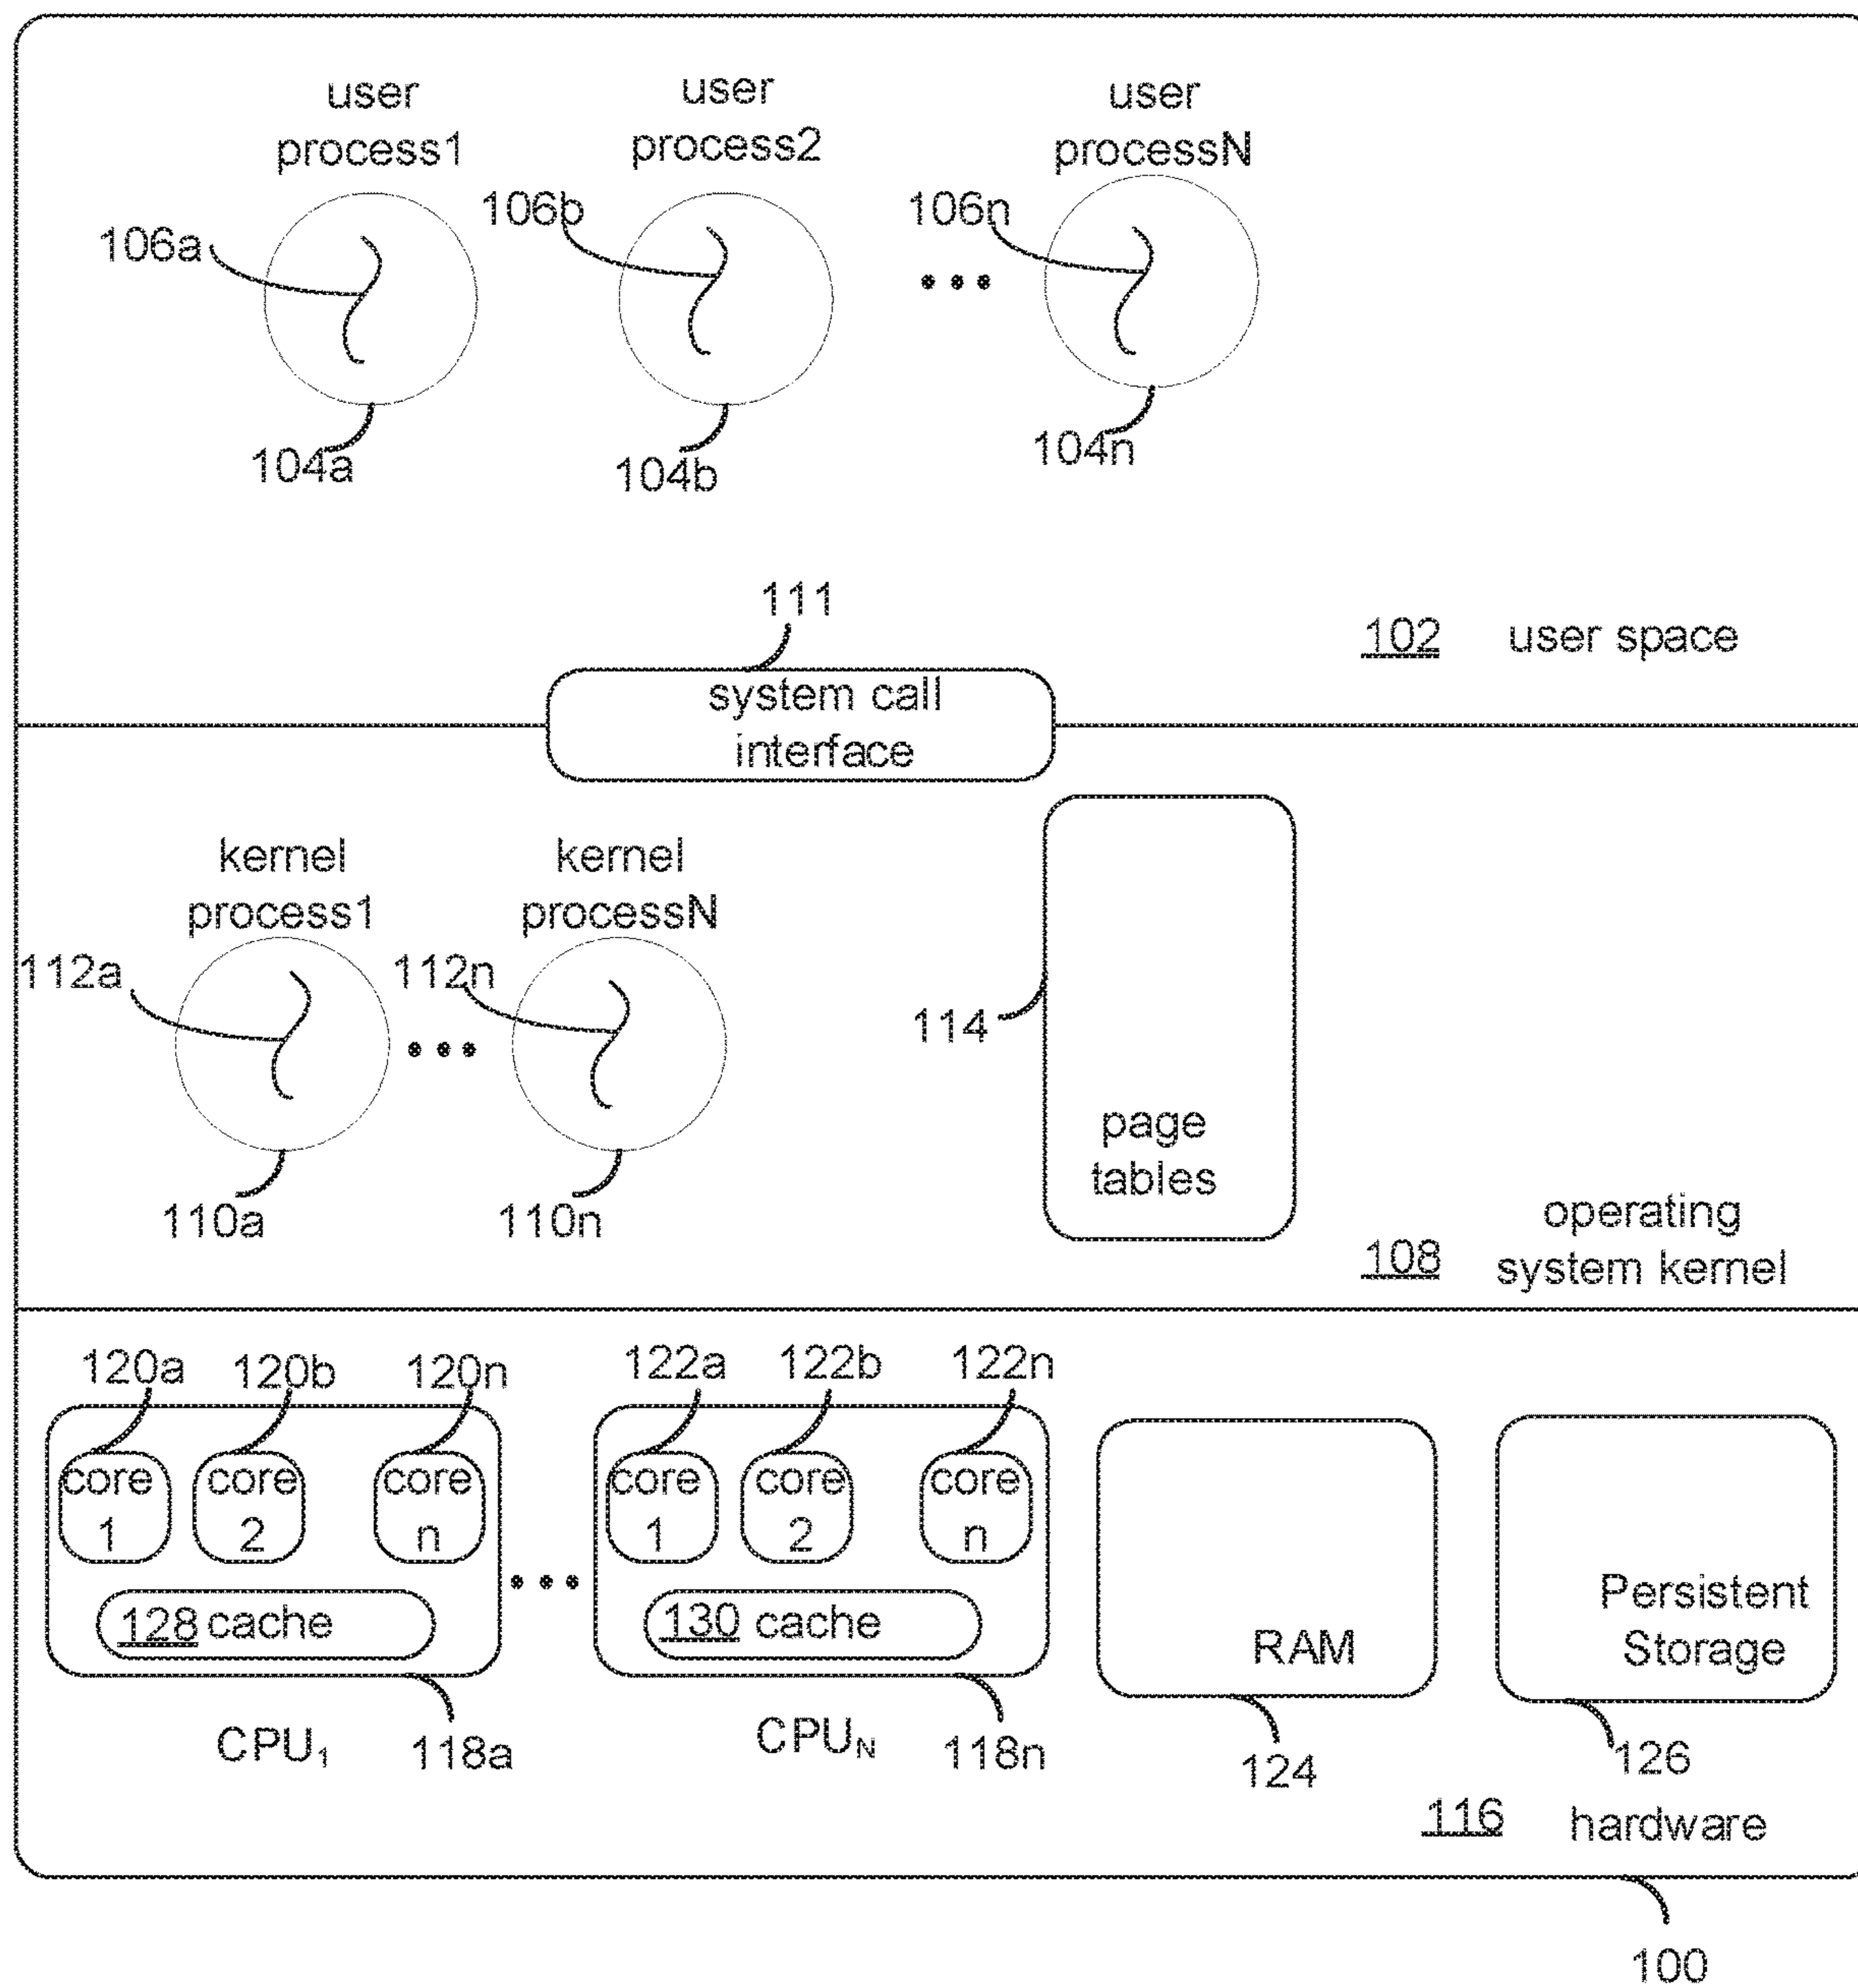 user
process1
user
process2
user
processN
106a
106b
106n
104a
104b
104n
111
102 user space
system call
interface
kernel
process1
kernel
processN
112a
112n
114
page
tables
110a
110n
operating
108 system kernel
120a 120b 120n 122a 122b 122n
core
1
core
2
core
n
core
1
core
2
core
n
128 cache
130 cache
RAM
Persistent
Storage
CPU₁
118a
CPUN
118n
124
126
116 hardware
100